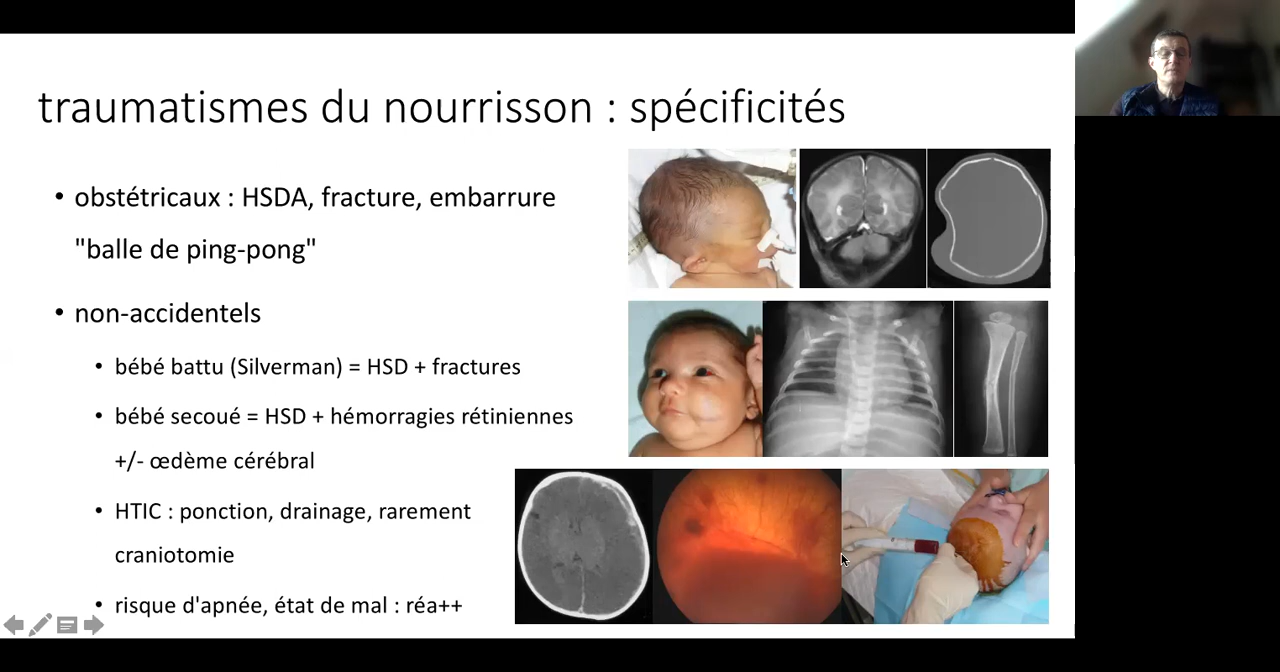 traumatismes du nourrisson : spécificités
• obstétricaux : HSDA, fracture, embarrure
"balle de ping-pong"
• non-accidentels
• bébé battu (Silverman) = HSD + fractures
• bébé secoué = HSD + hémorragies rétiniennes
+/- œdème cérébral
• HTIC : ponction, drainage, rarement
craniotomie
• risque d'apnée, état de mal : réa++